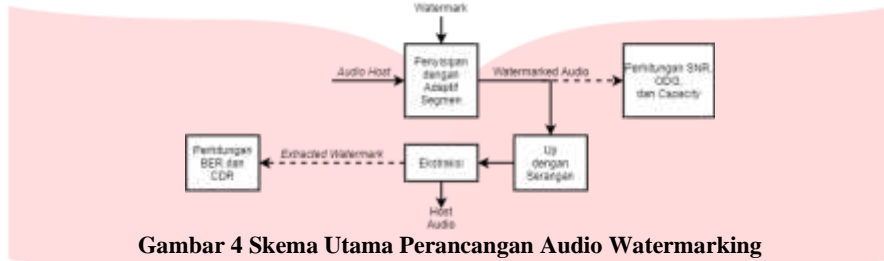 Watermark
Audio Host
Penyisipan
dengan
Adaptif
Segmen
Watermarked Audio
Perhitungan SNR,
ODG,
dan Capacity
Perhitungan
BER dan
CDR
Extracted Watermark
Ekstraksi
Uji
dengan
Serangan
Host
Audio
Gambar 4 Skema Utama Perancangan Audio Watermarking